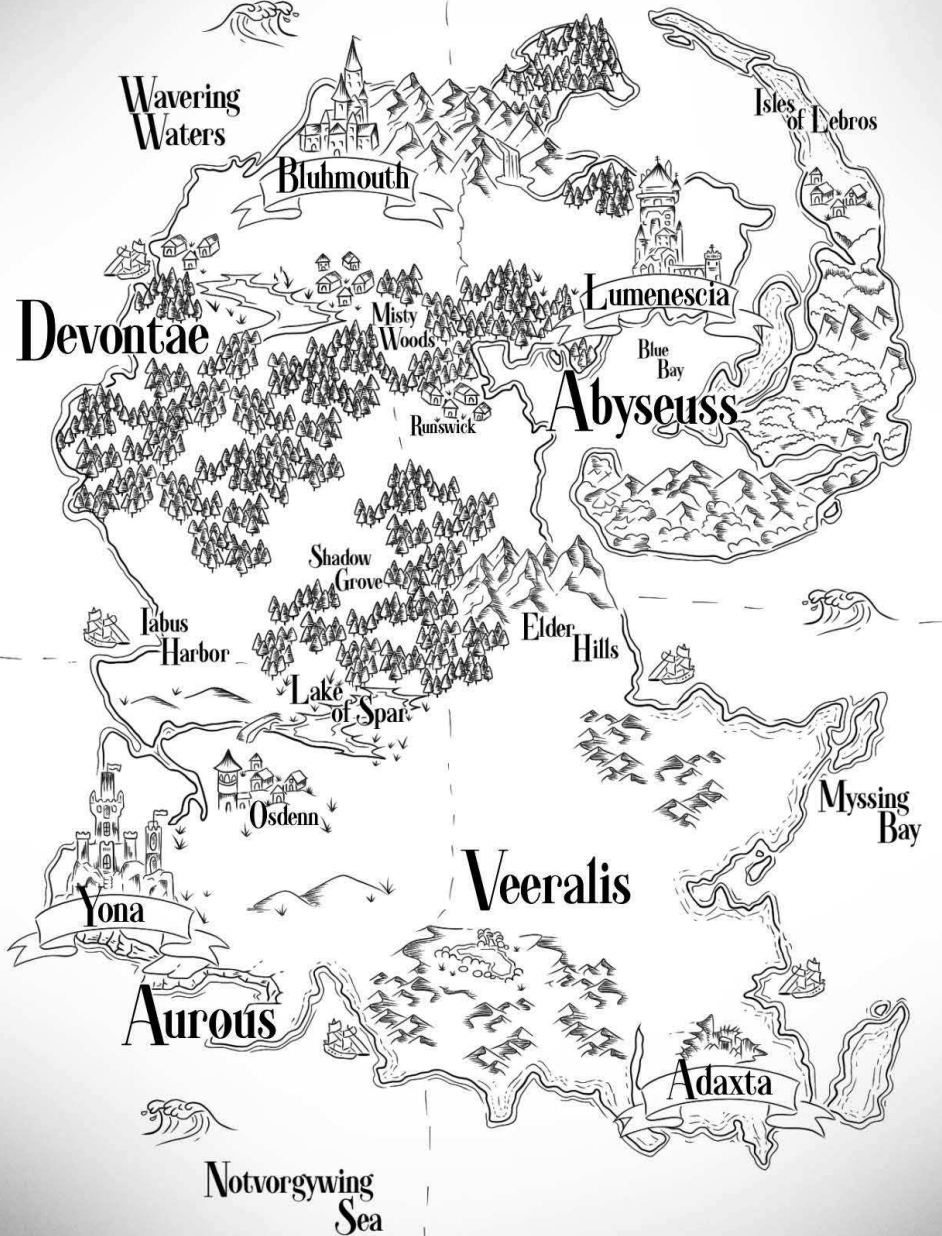 Wavering
Waters
Isles
of Lebros
Bluhmouth
Lumenescia
Devontae
Misty
Woods
Blue
Bay
Abyseuss
Runswick
Shadow
Grove
Iabus
Harbor
Elder
Hills
Lake
of Spar
Osdenn
Myssing
Bay
Veeralis
Yona
Aurous
Adaxta
Notvorgywing
Sea